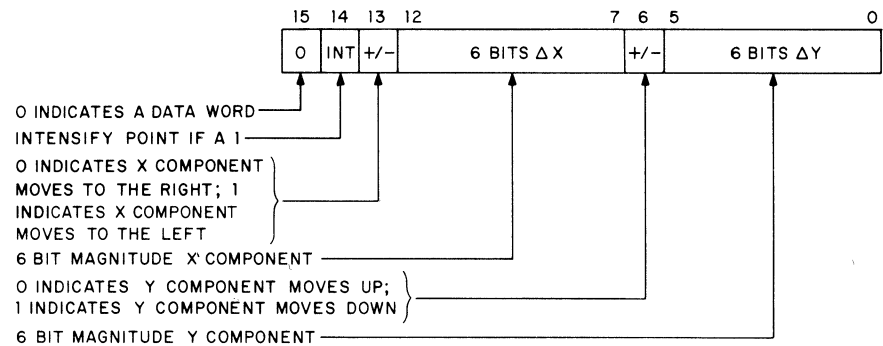 15 14 13 12 7 6 5 0
0 INT +/- 6 BITS Δ X +/- 6 BITS ΔY
0 INDICATES A DATA WORD
INTENSIFY POINT IF A 1
0 INDICATES X COMPONENT
MOVES TO THE RIGHT; 1
INDICATES X COMPONENT
MOVES TO THE LEFT
6 BIT MAGNITUDE X COMPONENT
0 INDICATES Y COMPONENT MOVES UP;
1 INDICATES Y COMPONENT MOVES DOWN
6 BIT MAGNITUDE Y COMPONENT